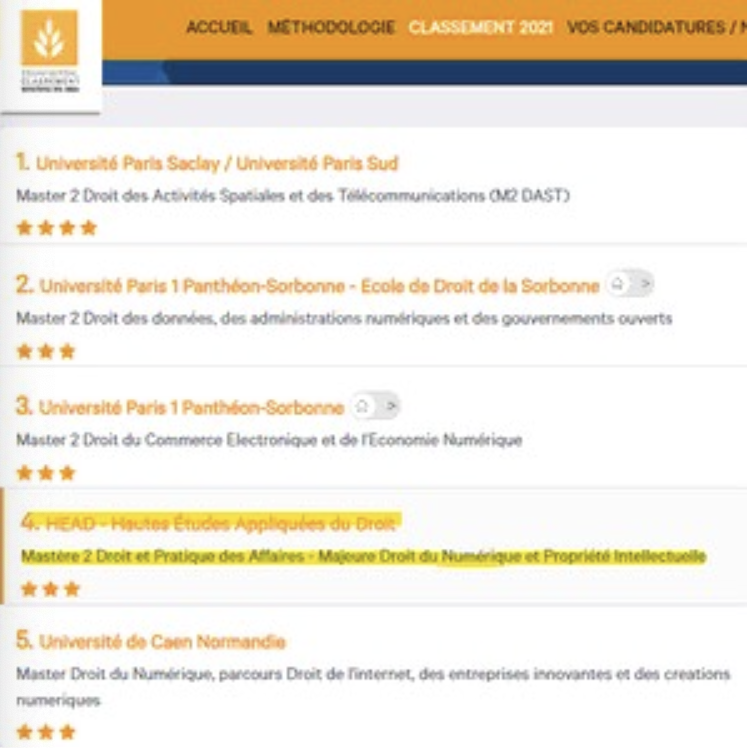 ACCUEIL MÉTHODOLOGIE CLASSEMENT 2021 VOS CANDIDATURES /
1. Université Paris Saclay / Université Paris Sud
Master 2 Droit des Activités Spatiales et des Télécommunications (M2 DAST)
2. Université Paris 1 Panthéon-Sorbonne - Ecole de Droit de la Sorbonne
Master 2 Droit des données, des administrations numériques et des gouvernements ouverts
3. Université Paris 1 Panthéon-Sorbonne
Master 2 Droit du Commerce Electronique et de l'Economie Numérique
4. HEAD - Hautes Études Appliquées du Droit
Mastère 2 Droit et Pratique des Affaires - Majeure Droit du Numérique et Propriété Intellectuelle
5. Université de Caen Normandie
Master Droit du Numérique, parcours Droit de l'internet, des entreprises innovantes et des creations
numeriques